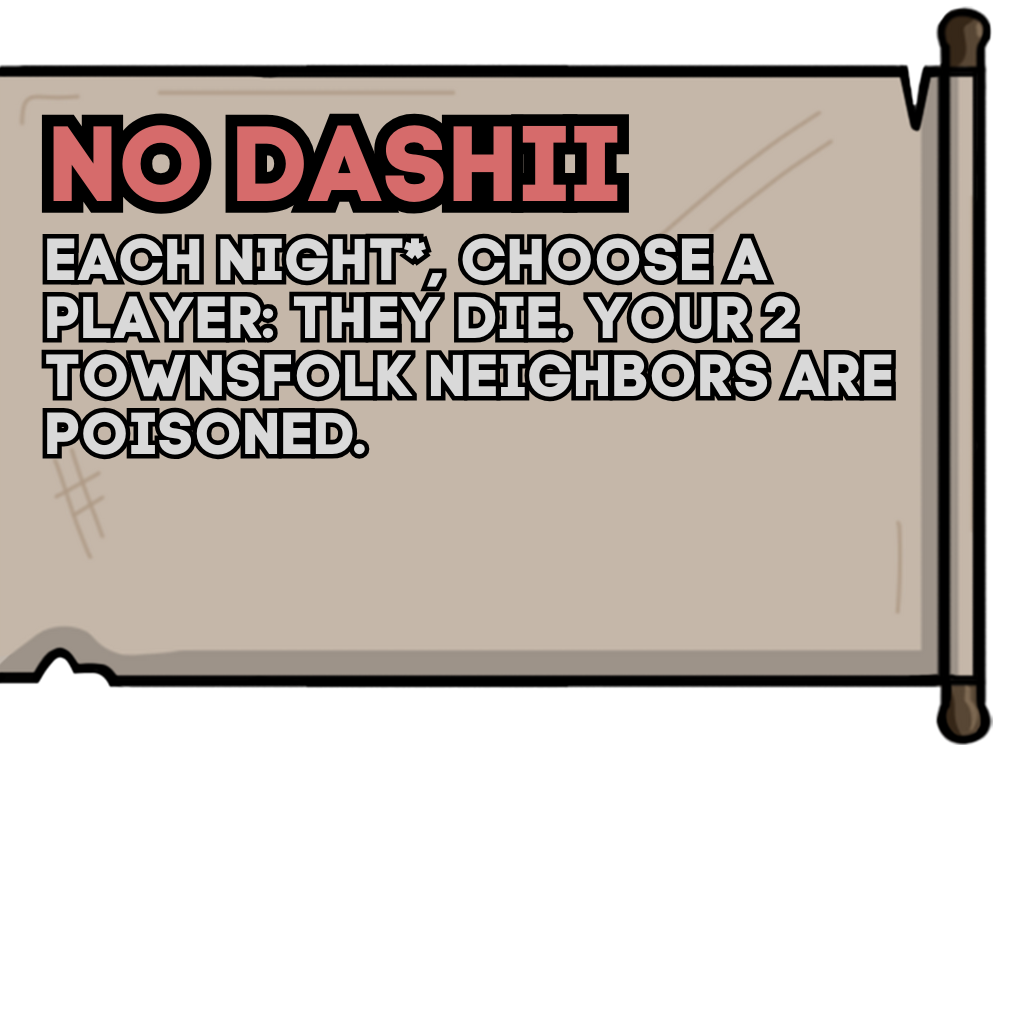 NO DASHII
EACH NIGHT*, CHOOSE A
PLAYER: THEY DIE. YOUR 2
TOWNSFOLK NEIGHBORS ARE
POISONED.